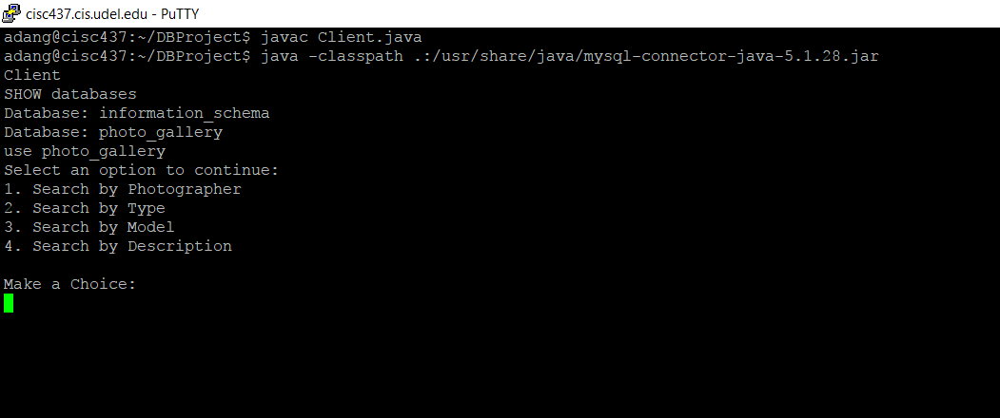 cisc437.cis.udel.edu - PuTTY
adang@cisc437:~/DBProject$ javac Client.java
adang@cisc437:~/DBProject$ java -classpath .:/usr/share/java/mysql-connector-java-5.1.28.jar
Client
SHOW databases
Database: information_schema
Database: photo_gallery
use photo_gallery
Select an option to continue:
1. Search by Photographer
2. Search by Type
3. Search by Model
4. Search by Description
Make a Choice: